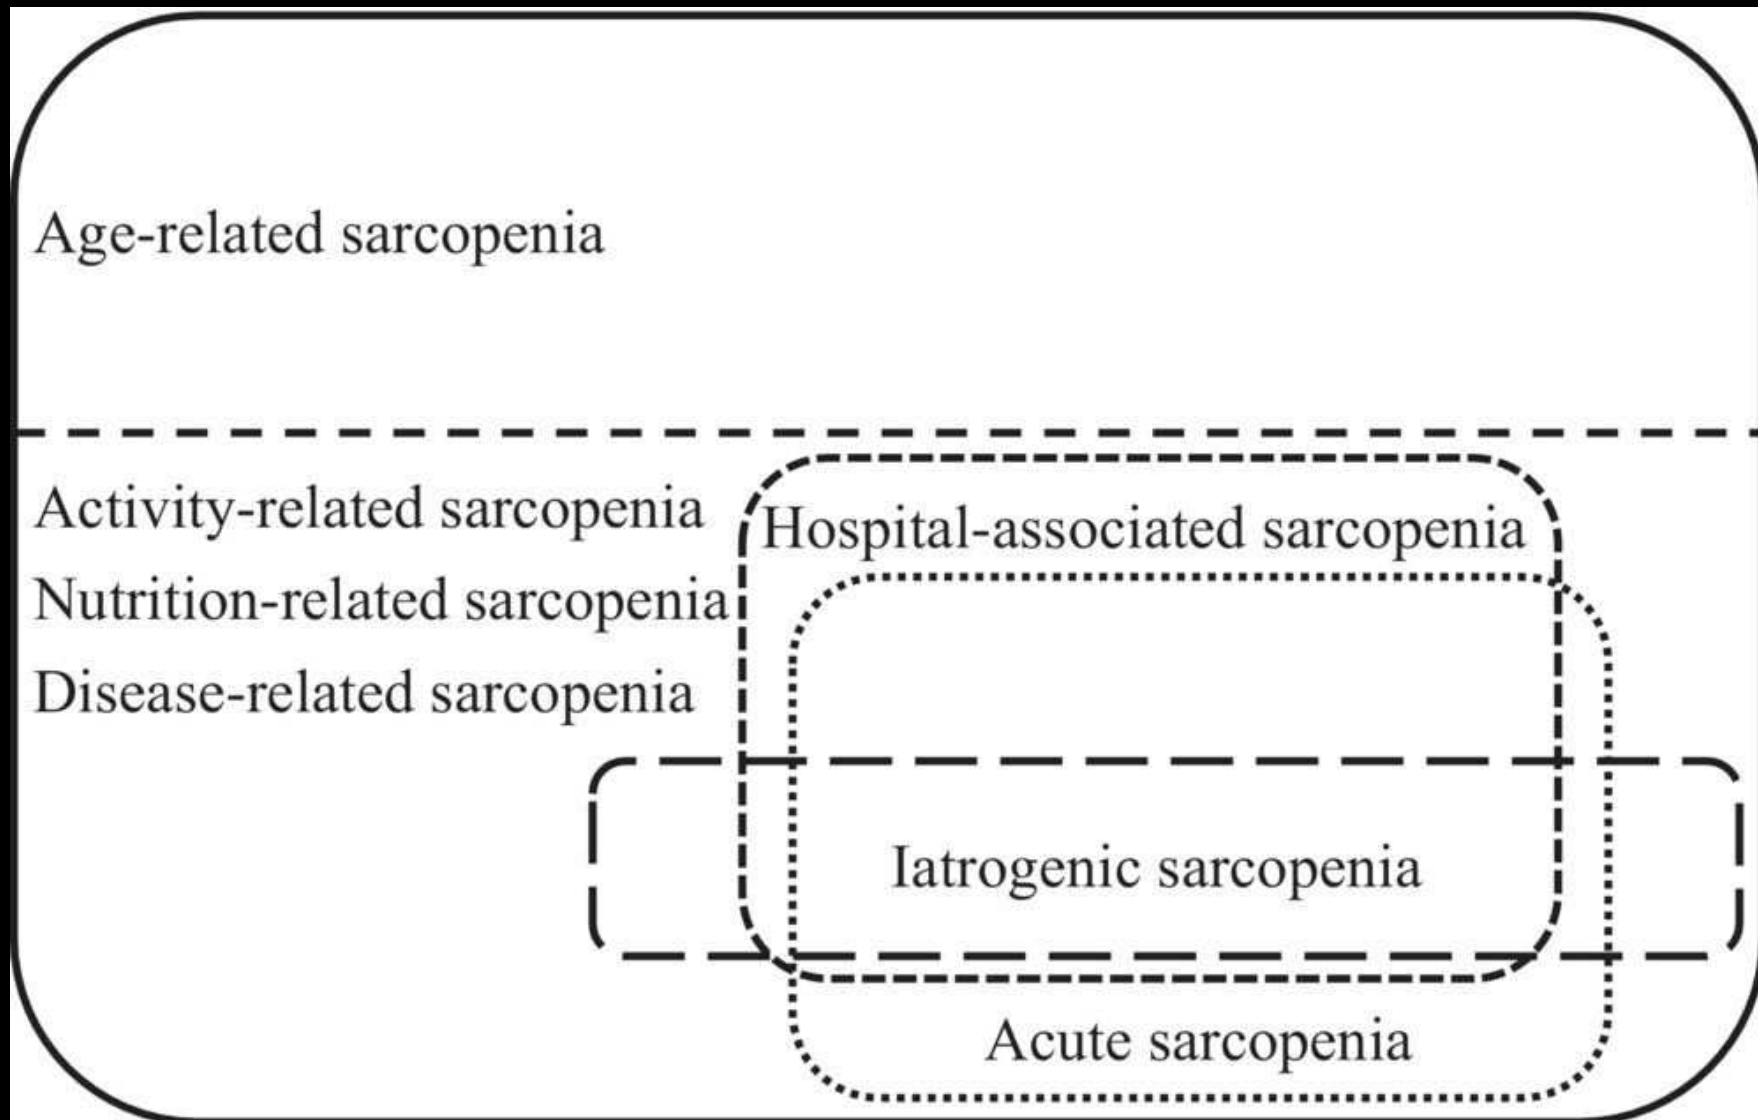 Age-related sarcopenia
Activity-related sarcopenia
Hospital-associated sarcopenia
Nutrition-related sarcopenia
Disease-related sarcopenia
Iatrogenic sarcopenia
Acute sarcopenia